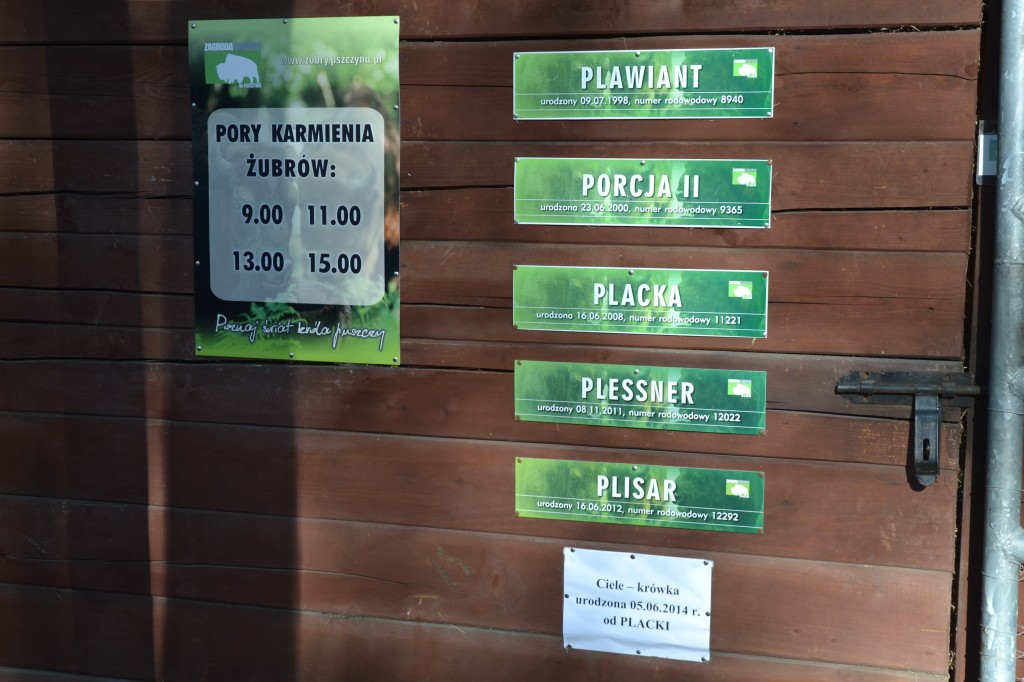 ZAGRODA
www.zubry.pszczyna.pl
PORY KARMIENIA
ŻUBRÓW:
9.00 11.00
13.00 15.00
Poznaj świat króla puszczy
PLAWIANT
urodzony 09.07.1998, numer rodowodowy 8940
PORCJA II
urodzona 23.06.2000, numer rodowodowy 9365
PLACKA
urodzona 16.06.2008, numer rodowodowy 11221
PLESSNER
urodzony 08.11.2011, numer rodowodowy 12022
PLISAR
urodzony 16.06.2012, numer rodowodowy 12292
Ciele – krówka
urodzona 05.06.2014 r.
od PLACKI